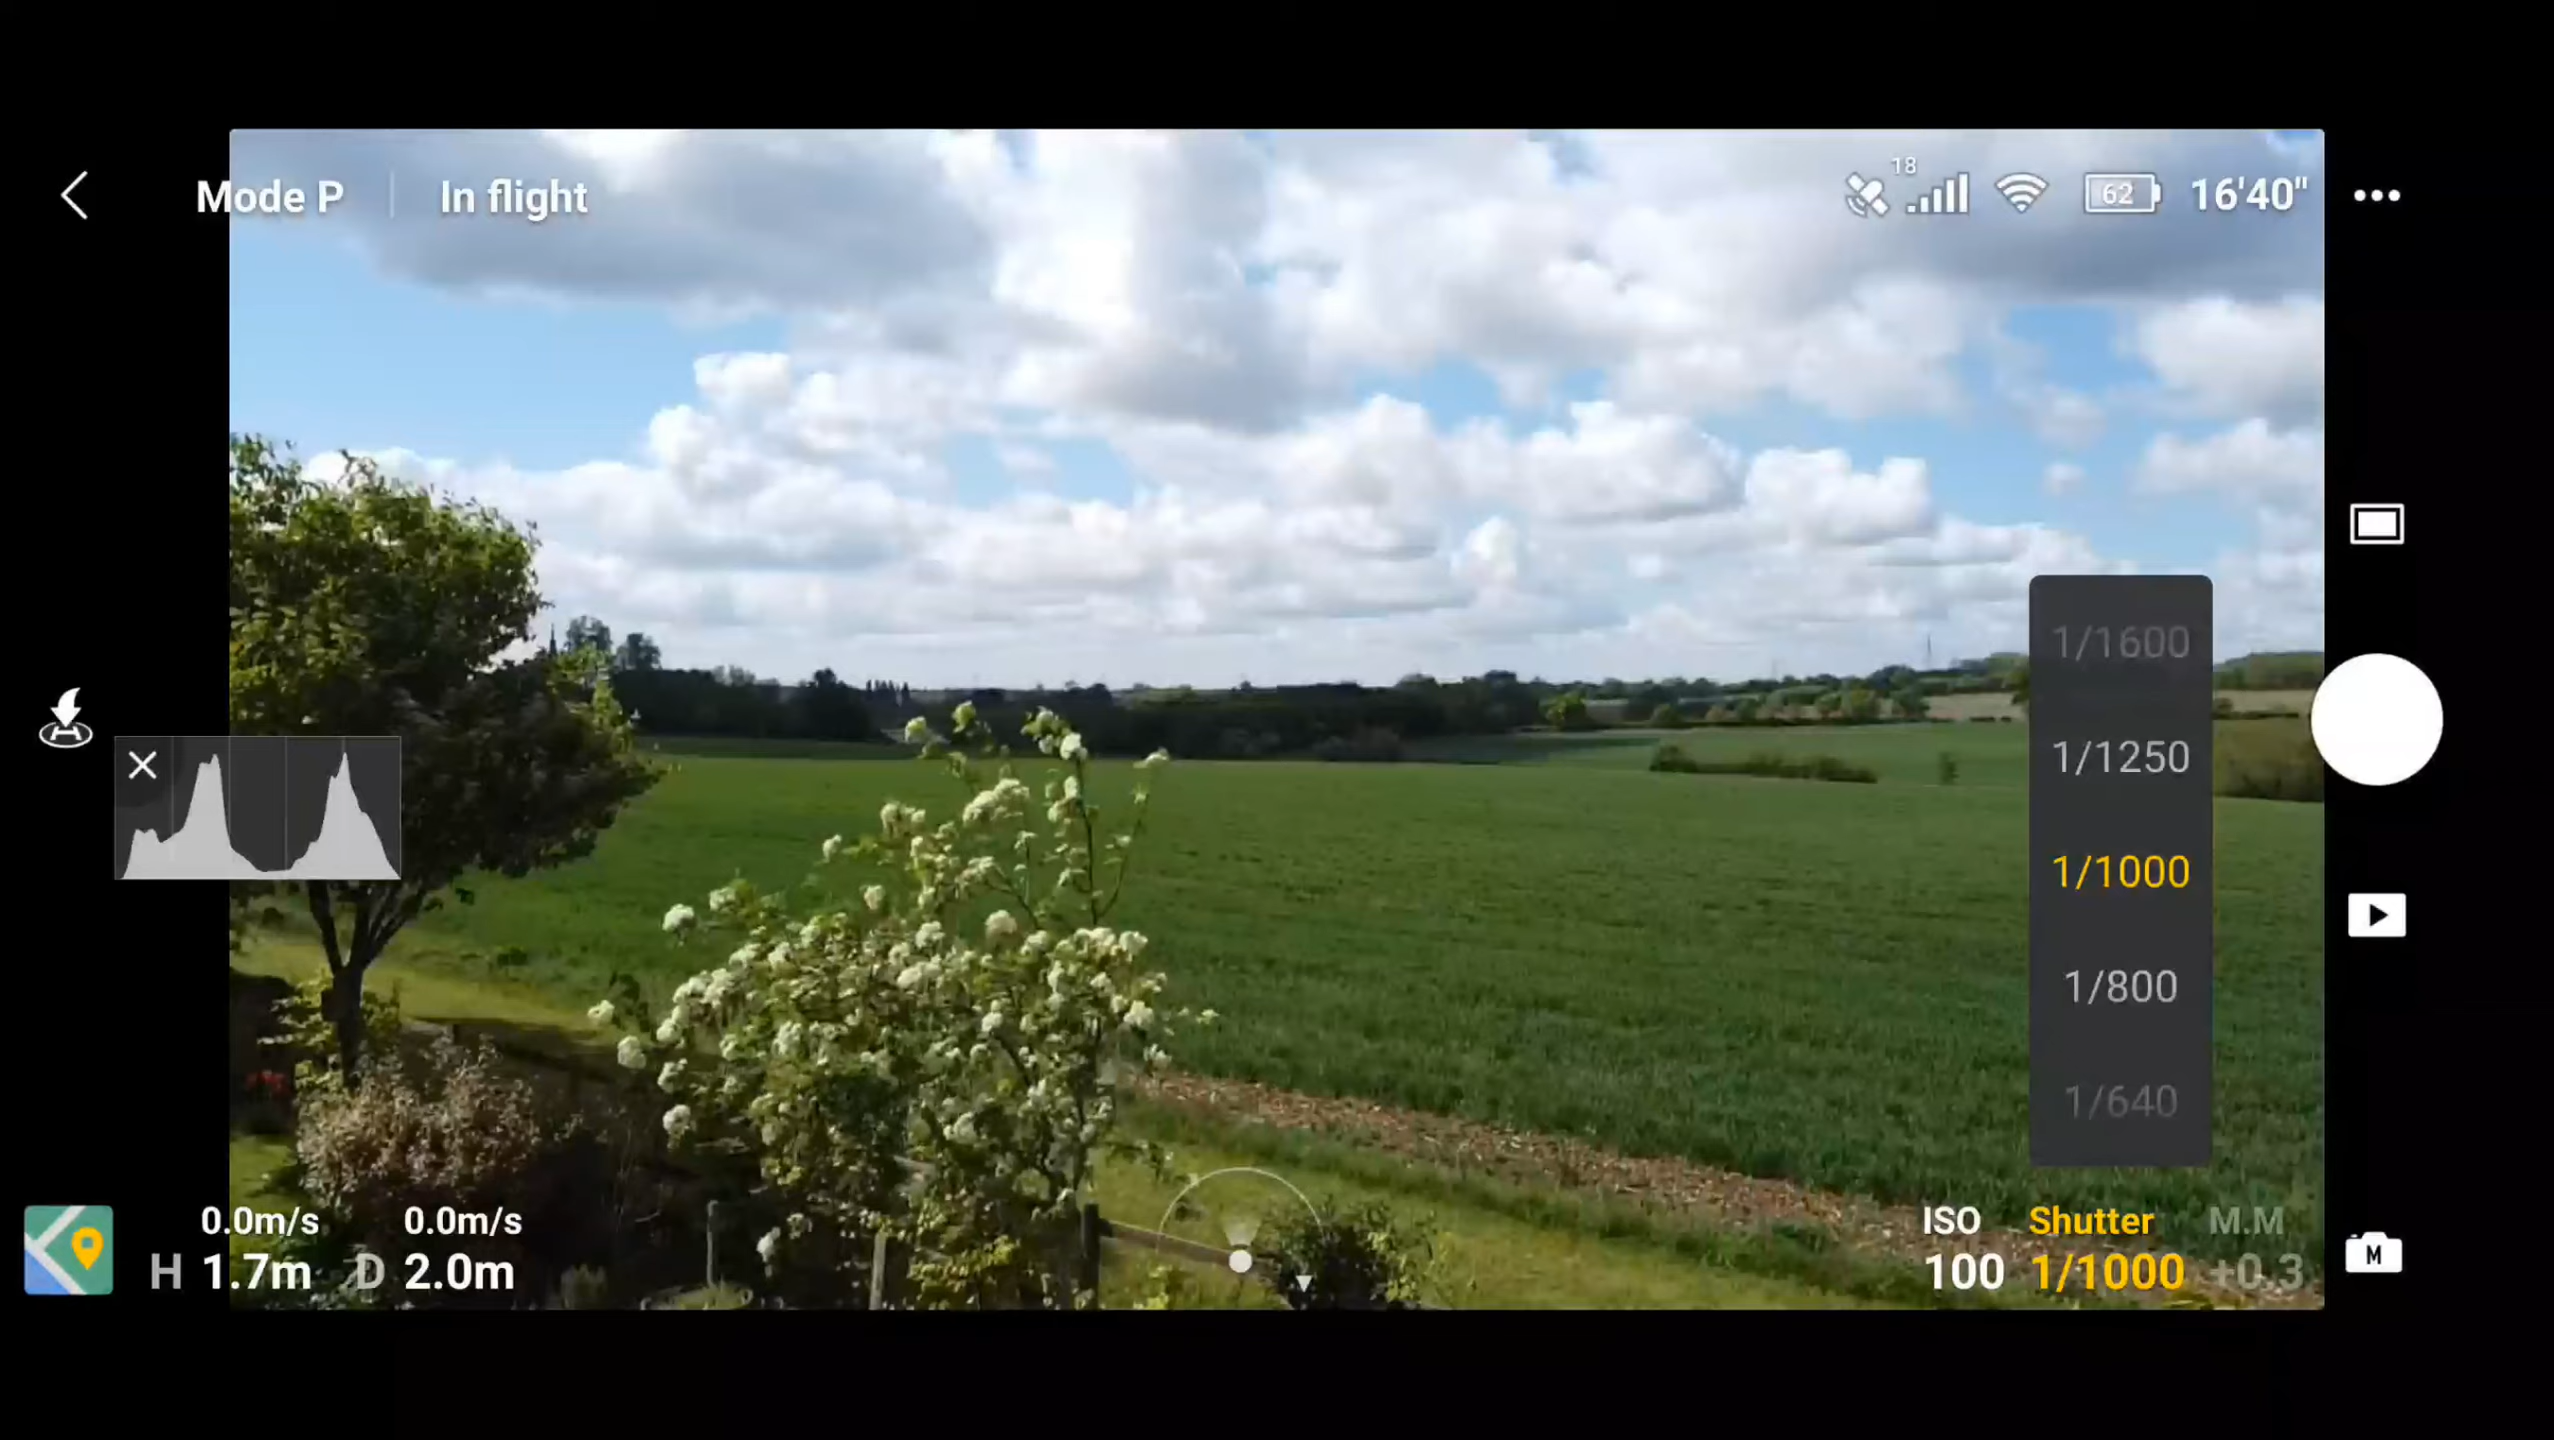 Mode P
In flight
18
62
16'40"
1/1600
1/1250
1/1000
1/800
1/640
0.0m/s 0.0m/s
H 1.7m D 2.0m
ISO Shutter M.M
100 1/1000 +0.3
M